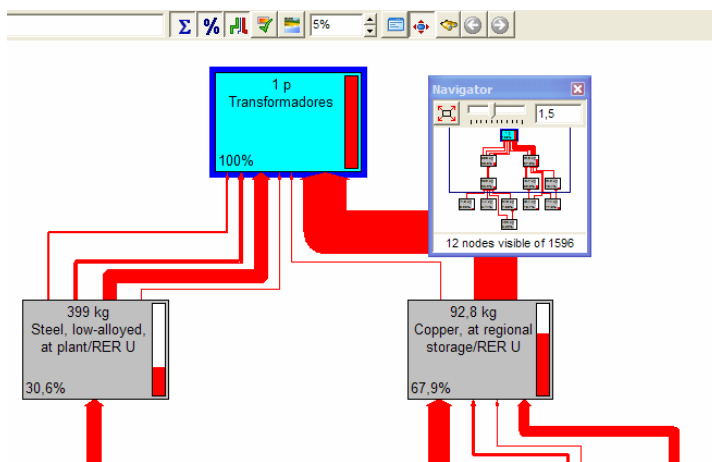 Σ % 5%
1 p
Transformadores
100%
Navigator
1,5
12 nodes visible of 1596
399 kg
Steel, low-alloyed,
at plant/RER U
30,6%
92,8 kg
Copper, at regional
storage/RER U
67,9%